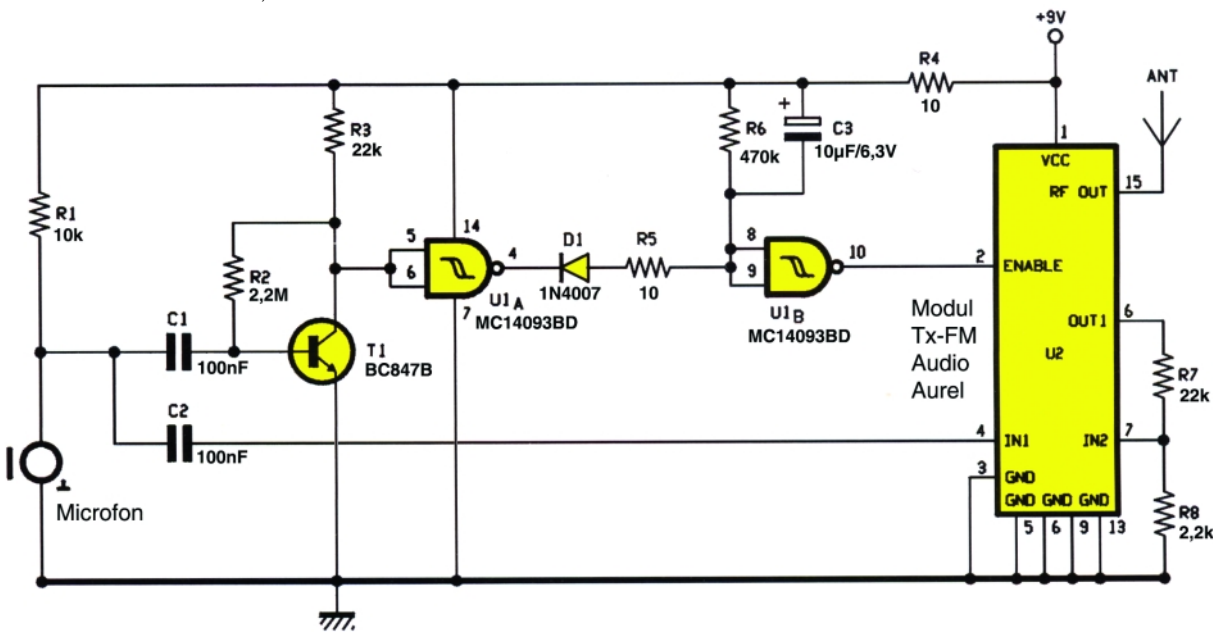 +9V
R4
10
ANT
R3
22k
R6
470k
+
C3
10µF/6,3V
1
VCC
RF OUT
15
R1
10k
5
6
14
4
7
U1A
MC14093BD
D1
1N4007
R5
10
8
9
10
U1B
MC14093BD
2
ENABLE
R2
2,2M
C1
100nF
T1
BC847B
Modul
Tx-FM
Audio
Aurel
OUT1
6
U2
R7
22k
C2
100nF
4
IN1
IN2
7
3
GND
GND GND GND
5
6
9
13
R8
2,2k
Microfon